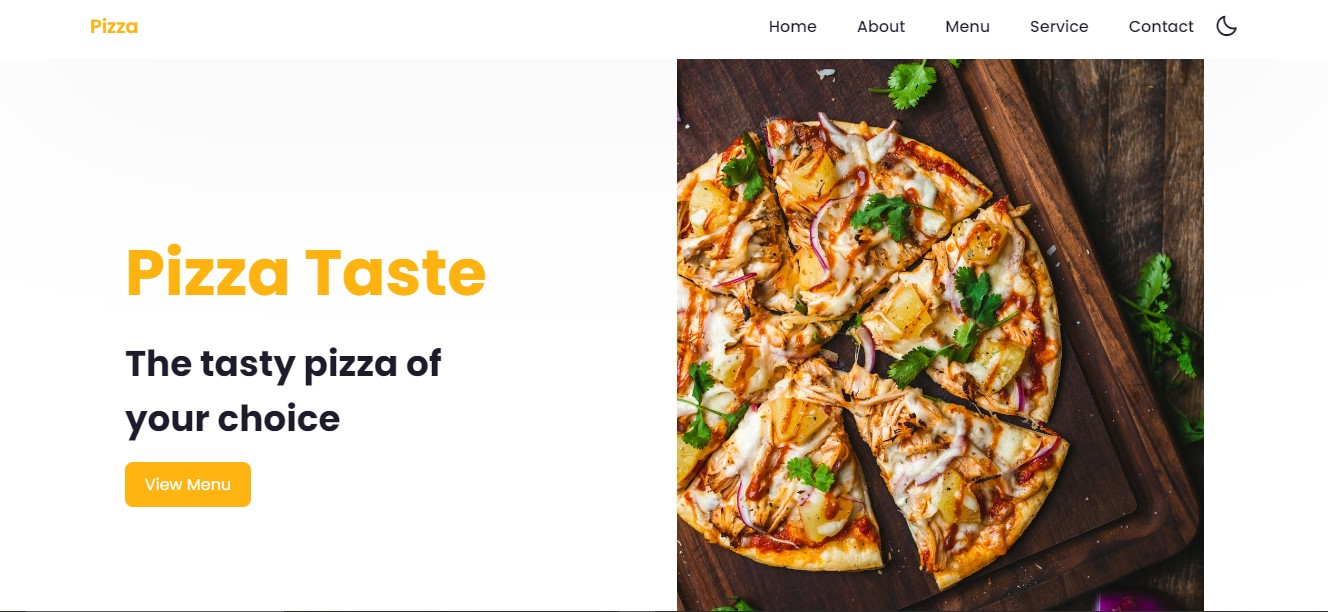 Pizza
Home About Menu Service Contact
Pizza Taste
The tasty pizza of
your choice
View Menu